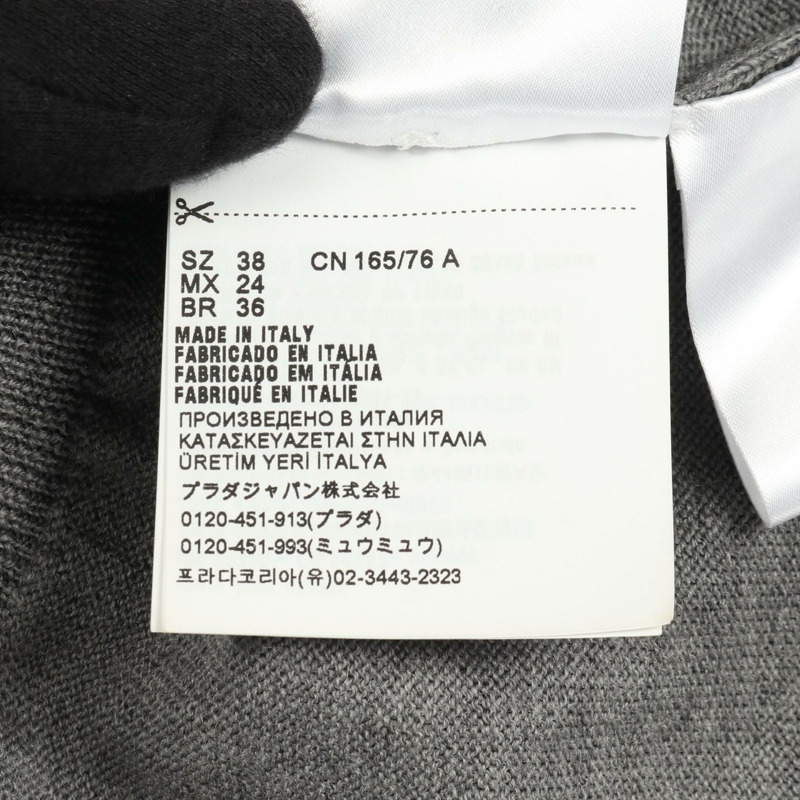 SZ 38 CN 165/76 A
MX 24
BR 36
MADE IN ITALY
FABRICADO EN ITALIA
FABRICADO EM ITÁLIA
FABRIQUÉ EN ITALIE
ПРОИЗВЕДЕНО В ИТАЛИЯ
ΚΑΤΑΣΚΕΥΑΖΕΤΑΙ ΣΤΗΝ ΙΤΑΛΙΑ
ÜRETİM YERİ İTALYA
プラダジャパン株式会社
0120-451-913(プラダ)
0120-451-993(ミュウミュウ)
프라다코리아(유)02-3443-2323